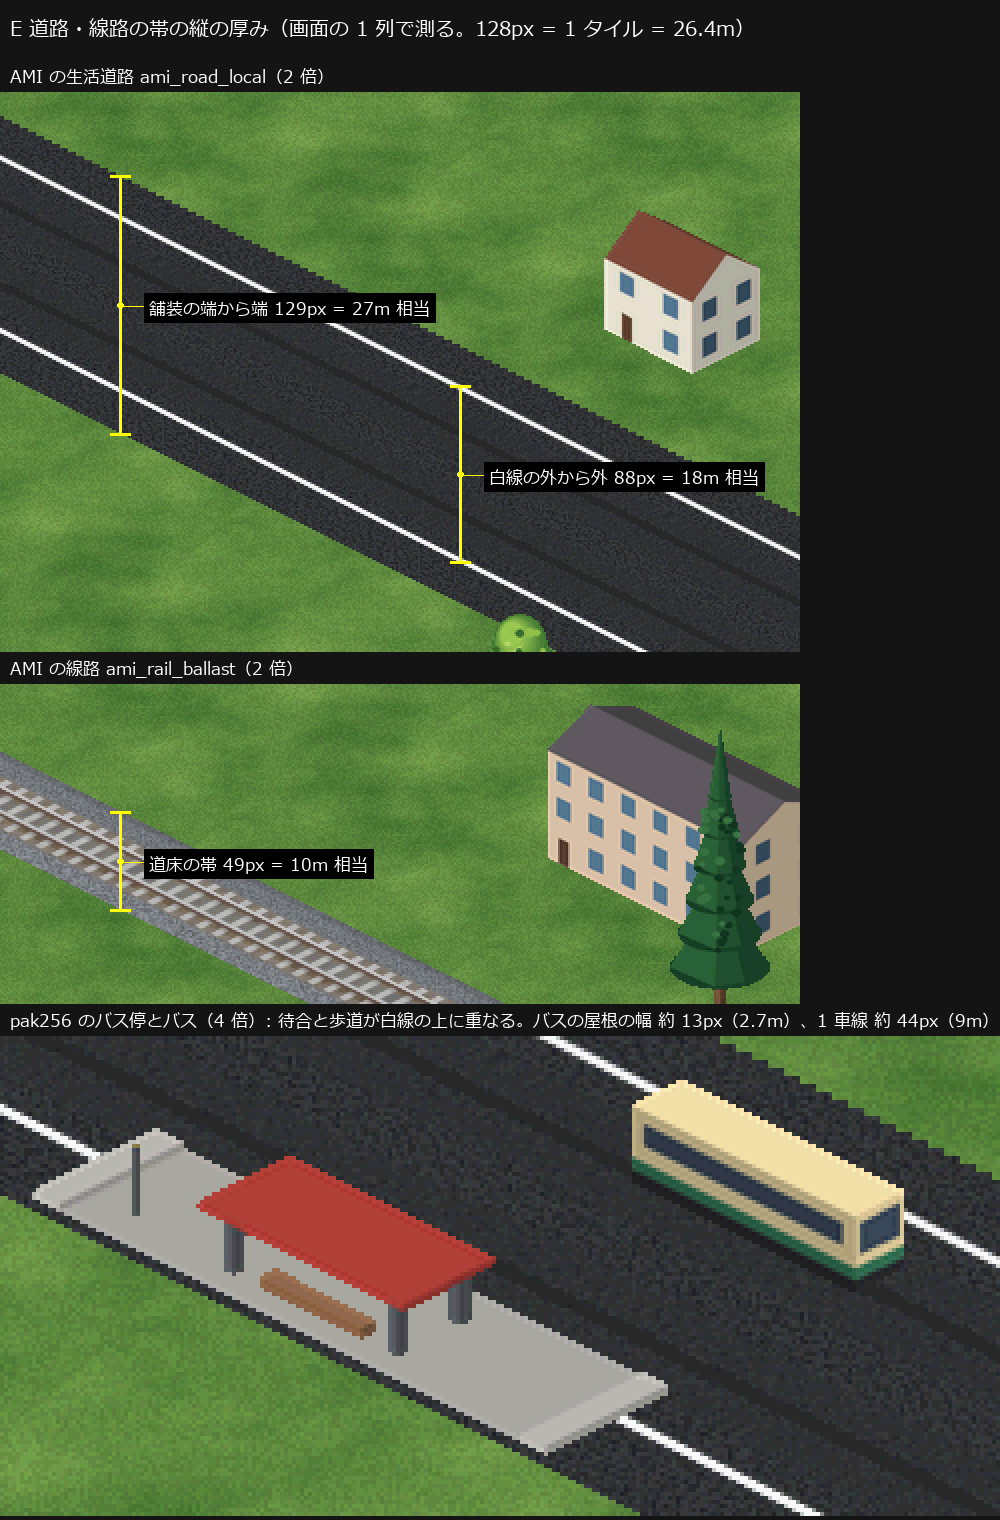 E 道路・線路の帯の縦の厚み（画面の 1 列で測る。128px = 1 タイル = 26.4m）
AMI の生活道路 ami_road_local（2 倍）
舗装の端から端 129px = 27m 相当
白線の外から外 88px = 18m 相当
AMI の線路 ami_rail_ballast（2 倍）
道床の帯 49px = 10m 相当
pak256 のバス停とバス（4 倍）: 待合と歩道が白線の上に重なる。バスの屋根の幅 約 13px（2.7m）、1 車線 約 44px（9m）